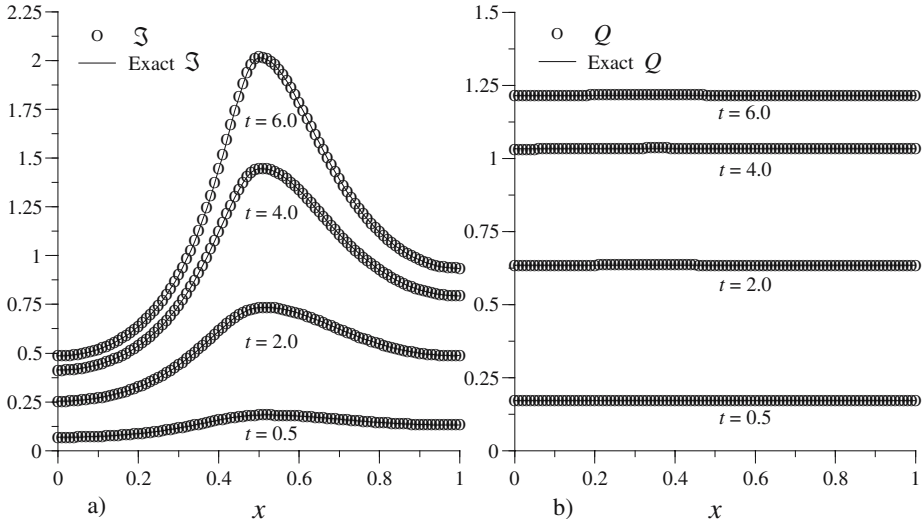 2.25
2
1.75
1.5
1.25
1
0.75
0.5
0.25
0
0 0.2 0.4 0.6 0.8 1
ℑ
Exact ℑ
t = 6.0
t = 4.0
t = 2.0
t = 0.5
a) x
1.5
1.25
1
0.75
0.5
0.25
0
0 0.2 0.4 0.6 0.8 1
Q
Exact Q
t = 6.0
t = 4.0
t = 2.0
t = 0.5
b) x